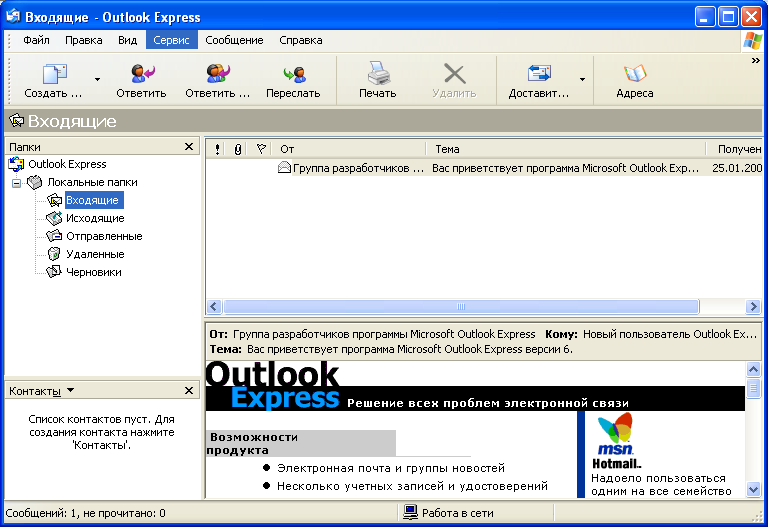 Входящие - Outlook Express
Файл Правка Вид Сервис Сообщение Справка
Создать ... Ответить Ответить ... Переслать Печать Удалить Доставит... Адреса
Входящие
Папки
Outlook Express
Локальные папки
Входящие
Исходящие
Отправленные
Удаленные
Черновики
Контакты
Список контактов пуст. Для
создания контакта нажмите
'Контакты'.
! От Тема Получен
Группа разработчиков ... Вас приветствует программа Microsoft Outlook Exp... 25.01.200
От: Группа разработчиков программы Microsoft Outlook Express Кому: Новый пользователь Outlook Ex...
Тема: Вас приветствует программа Microsoft Outlook Express версии 6.
Outlook
Express Решение всех проблем электронной связи
Возможности
продукта
• Электронная почта и группы новостей
• Несколько учетных записей и удостоверений
msn
Hotmail
Надоело пользоваться
одним на все семейство
Сообщений: 1, не прочитано: 0
Работа в сети